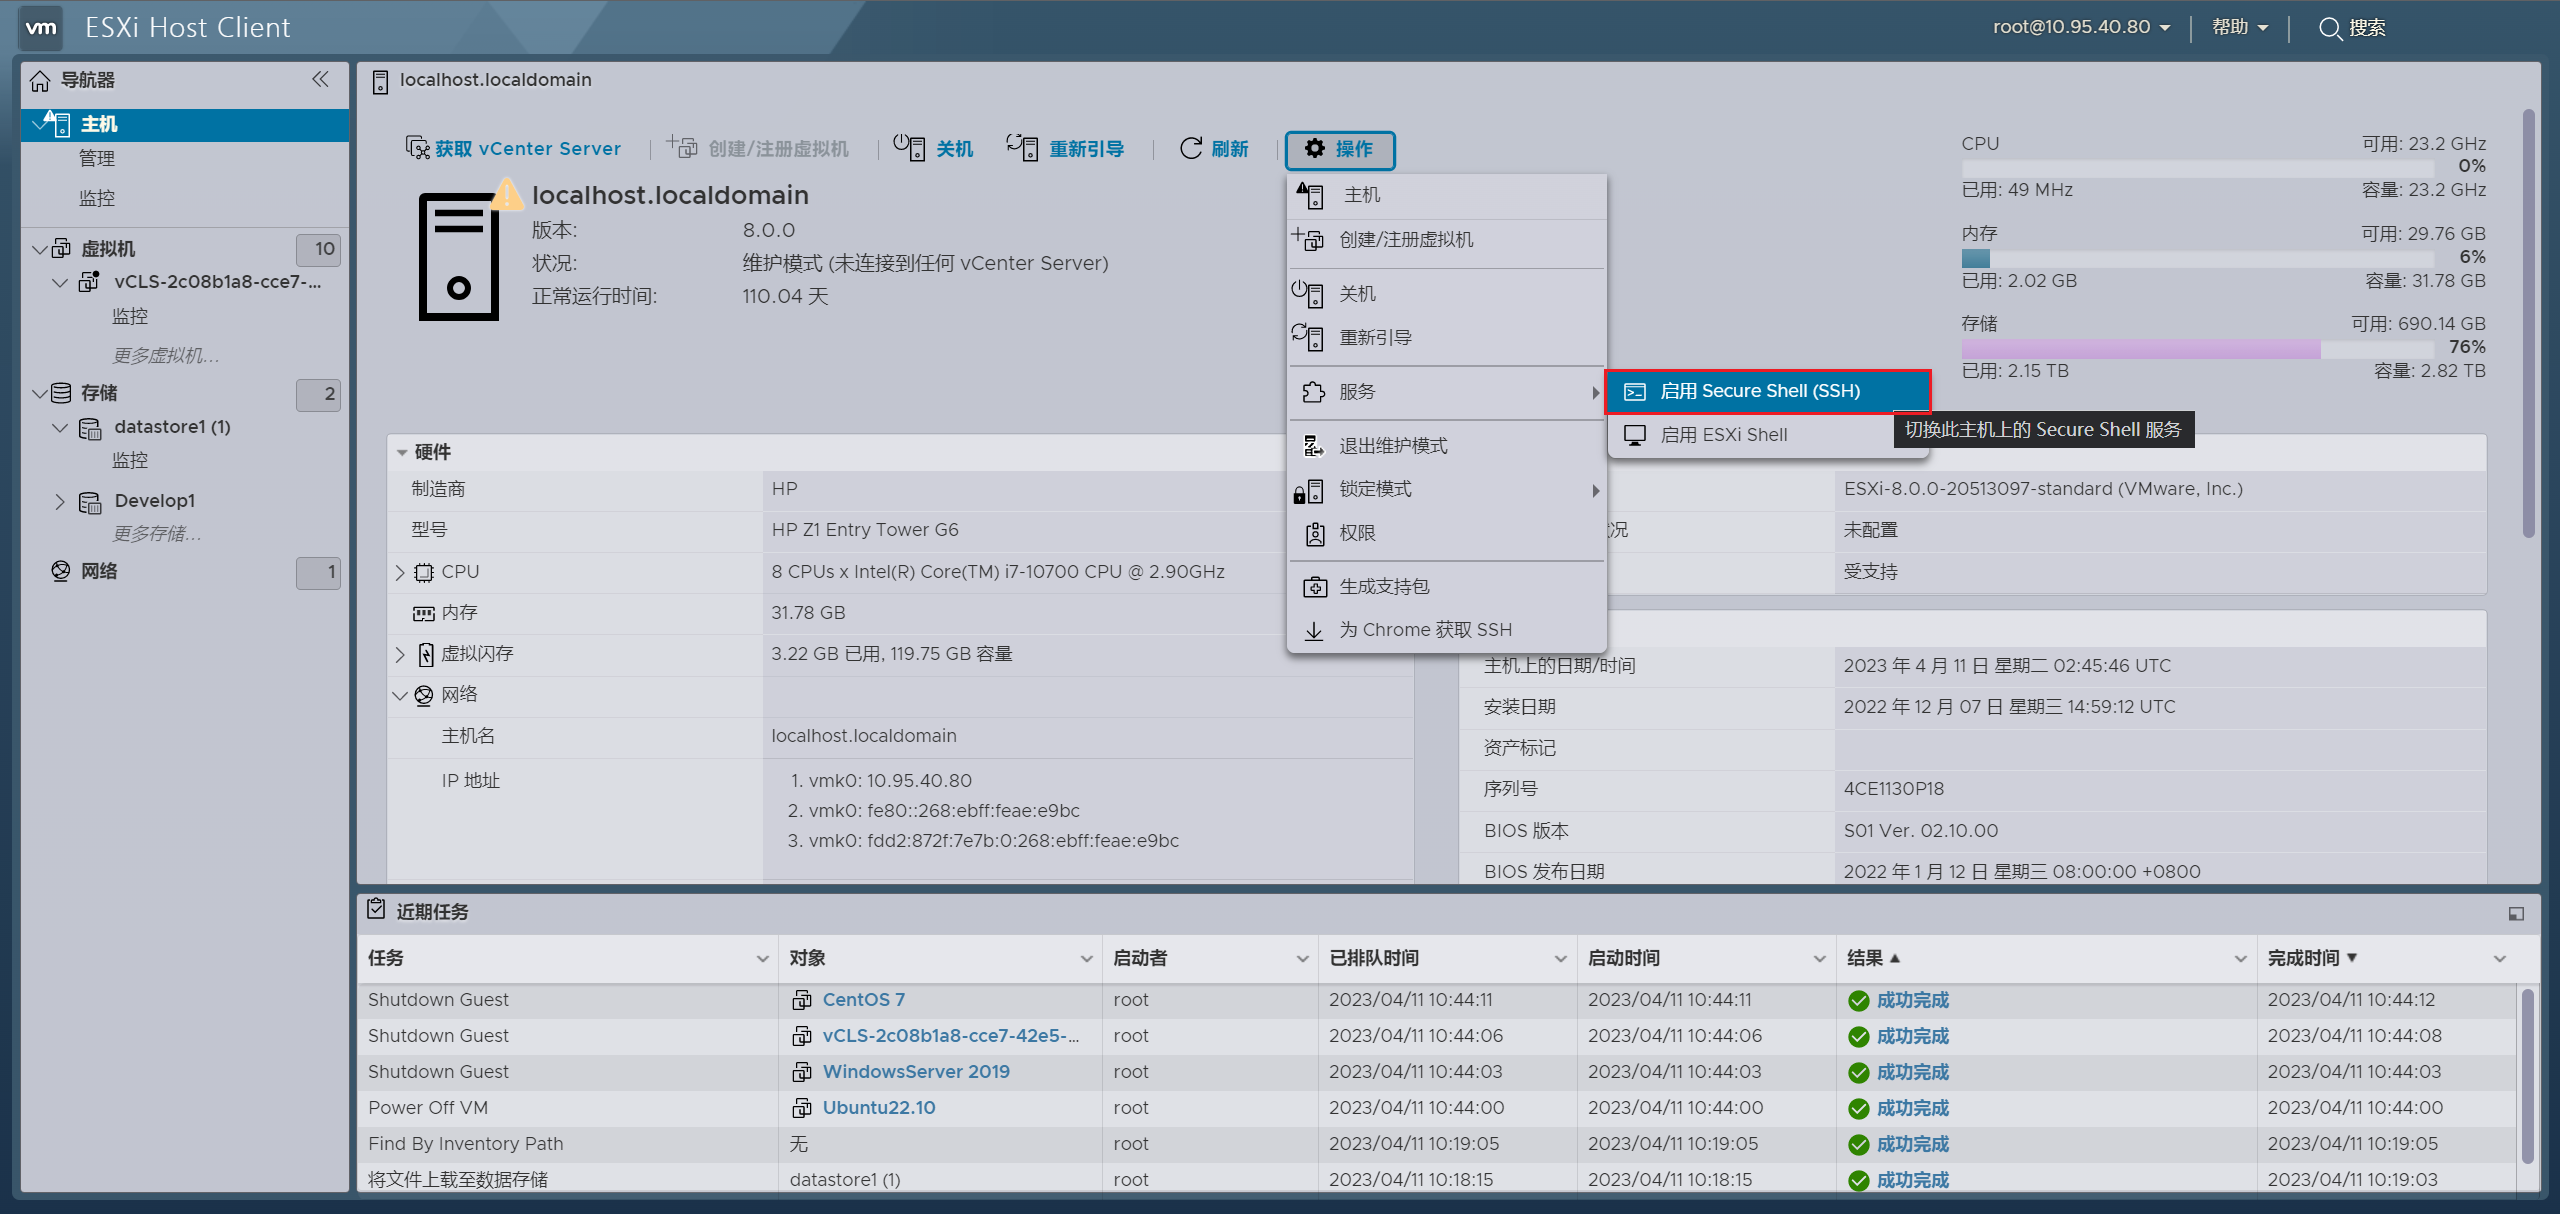 vm ESXi Host Client
root@10.95.40.80 帮助 搜索
导航器
主机
管理
监控
虚拟机 10
vCLS-2c08b1a8-cce7-...
监控
更多虚拟机...
存储 2
datastore1 (1)
监控
Develop1
更多存储...
网络 1
localhost.localdomain
获取 vCenter Server 创建/注册虚拟机 关机 重新引导 刷新 操作
localhost.localdomain
版本: 8.0.0
状况: 维护模式 (未连接到任何 vCenter Server)
正常运行时间: 110.04 天
CPU 可用: 23.2 GHz
0%
已用: 49 MHz 容量: 23.2 GHz
内存 可用: 29.76 GB
6%
已用: 2.02 GB 容量: 31.78 GB
存储 可用: 690.14 GB
76%
已用: 2.15 TB 容量: 2.82 TB
主机
创建/注册虚拟机
关机
重新引导
服务
退出维护模式
锁定模式
权限
生成支持包
为 Chrome 获取 SSH
启用 Secure Shell (SSH)
启用 ESXi Shell
切换此主机上的 Secure Shell 服务
硬件
制造商 HP
型号 HP Z1 Entry Tower G6
CPU 8 CPUs x Intel(R) Core(TM) i7-10700 CPU @ 2.90GHz
内存 31.78 GB
虚拟闪存 3.22 GB 已用, 119.75 GB 容量
网络
主机名 localhost.localdomain
IP 地址 1. vmk0: 10.95.40.80
2. vmk0: fe80::268:ebff:feae:e9bc
3. vmk0: fdd2:872f:7e7b:0:268:ebff:feae:e9bc
ESXi-8.0.0-20513097-standard (VMware, Inc.)
况 未配置
受支持
主机上的日期/时间 2023 年 4 月 11 日 星期二 02:45:46 UTC
安装日期 2022 年 12 月 07 日 星期三 14:59:12 UTC
资产标记
序列号 4CE1130P18
BIOS 版本 S01 Ver. 02.10.00
BIOS 发布日期 2022 年 1 月 12 日 星期三 08:00:00 +0800
近期任务
任务 对象 启动者 已排队时间 启动时间 结果 ▲ 完成时间 ▼
Shutdown Guest CentOS 7 root 2023/04/11 10:44:11 2023/04/11 10:44:11 成功完成 2023/04/11 10:44:12
Shutdown Guest vCLS-2c08b1a8-cce7-42e5-... root 2023/04/11 10:44:06 2023/04/11 10:44:06 成功完成 2023/04/11 10:44:08
Shutdown Guest WindowsServer 2019 root 2023/04/11 10:44:03 2023/04/11 10:44:03 成功完成 2023/04/11 10:44:03
Power Off VM Ubuntu22.10 root 2023/04/11 10:44:00 2023/04/11 10:44:00 成功完成 2023/04/11 10:44:00
Find By Inventory Path 无 root 2023/04/11 10:19:05 2023/04/11 10:19:05 成功完成 2023/04/11 10:19:05
将文件上载至数据存储 datastore1 (1) root 2023/04/11 10:18:15 2023/04/11 10:18:15 成功完成 2023/04/11 10:19:03